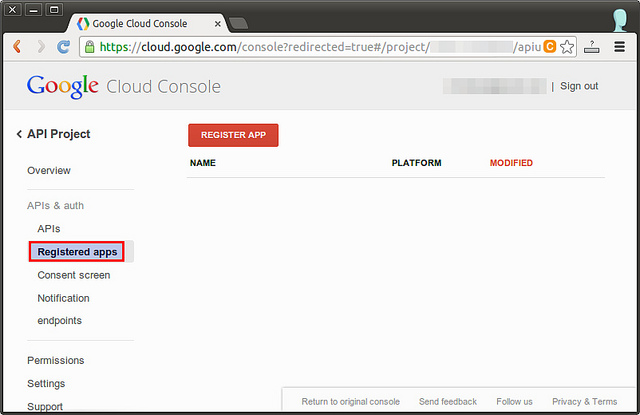 Google Cloud Console
https://cloud.google.com/console?redirected=true#/project/ /apiu
Google Cloud Console
| Sign out
API Project
REGISTER APP
NAME PLATFORM MODIFIED
Overview
APIs & auth
APIs
Registered apps
Consent screen
Notification
endpoints
Permissions
Settings
Support
Return to original console Send feedback Follow us Privacy & Terms